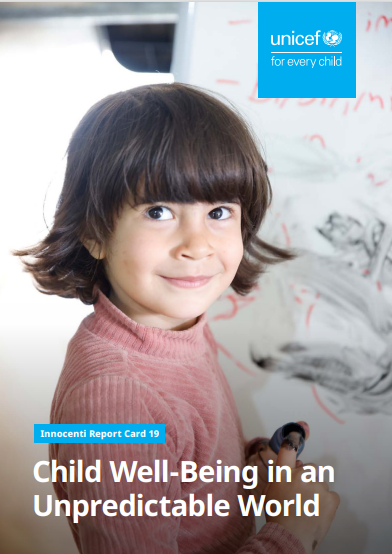 unicef
for every child
Innocenti Report Card 19
Child Well-Being in an
Unpredictable World